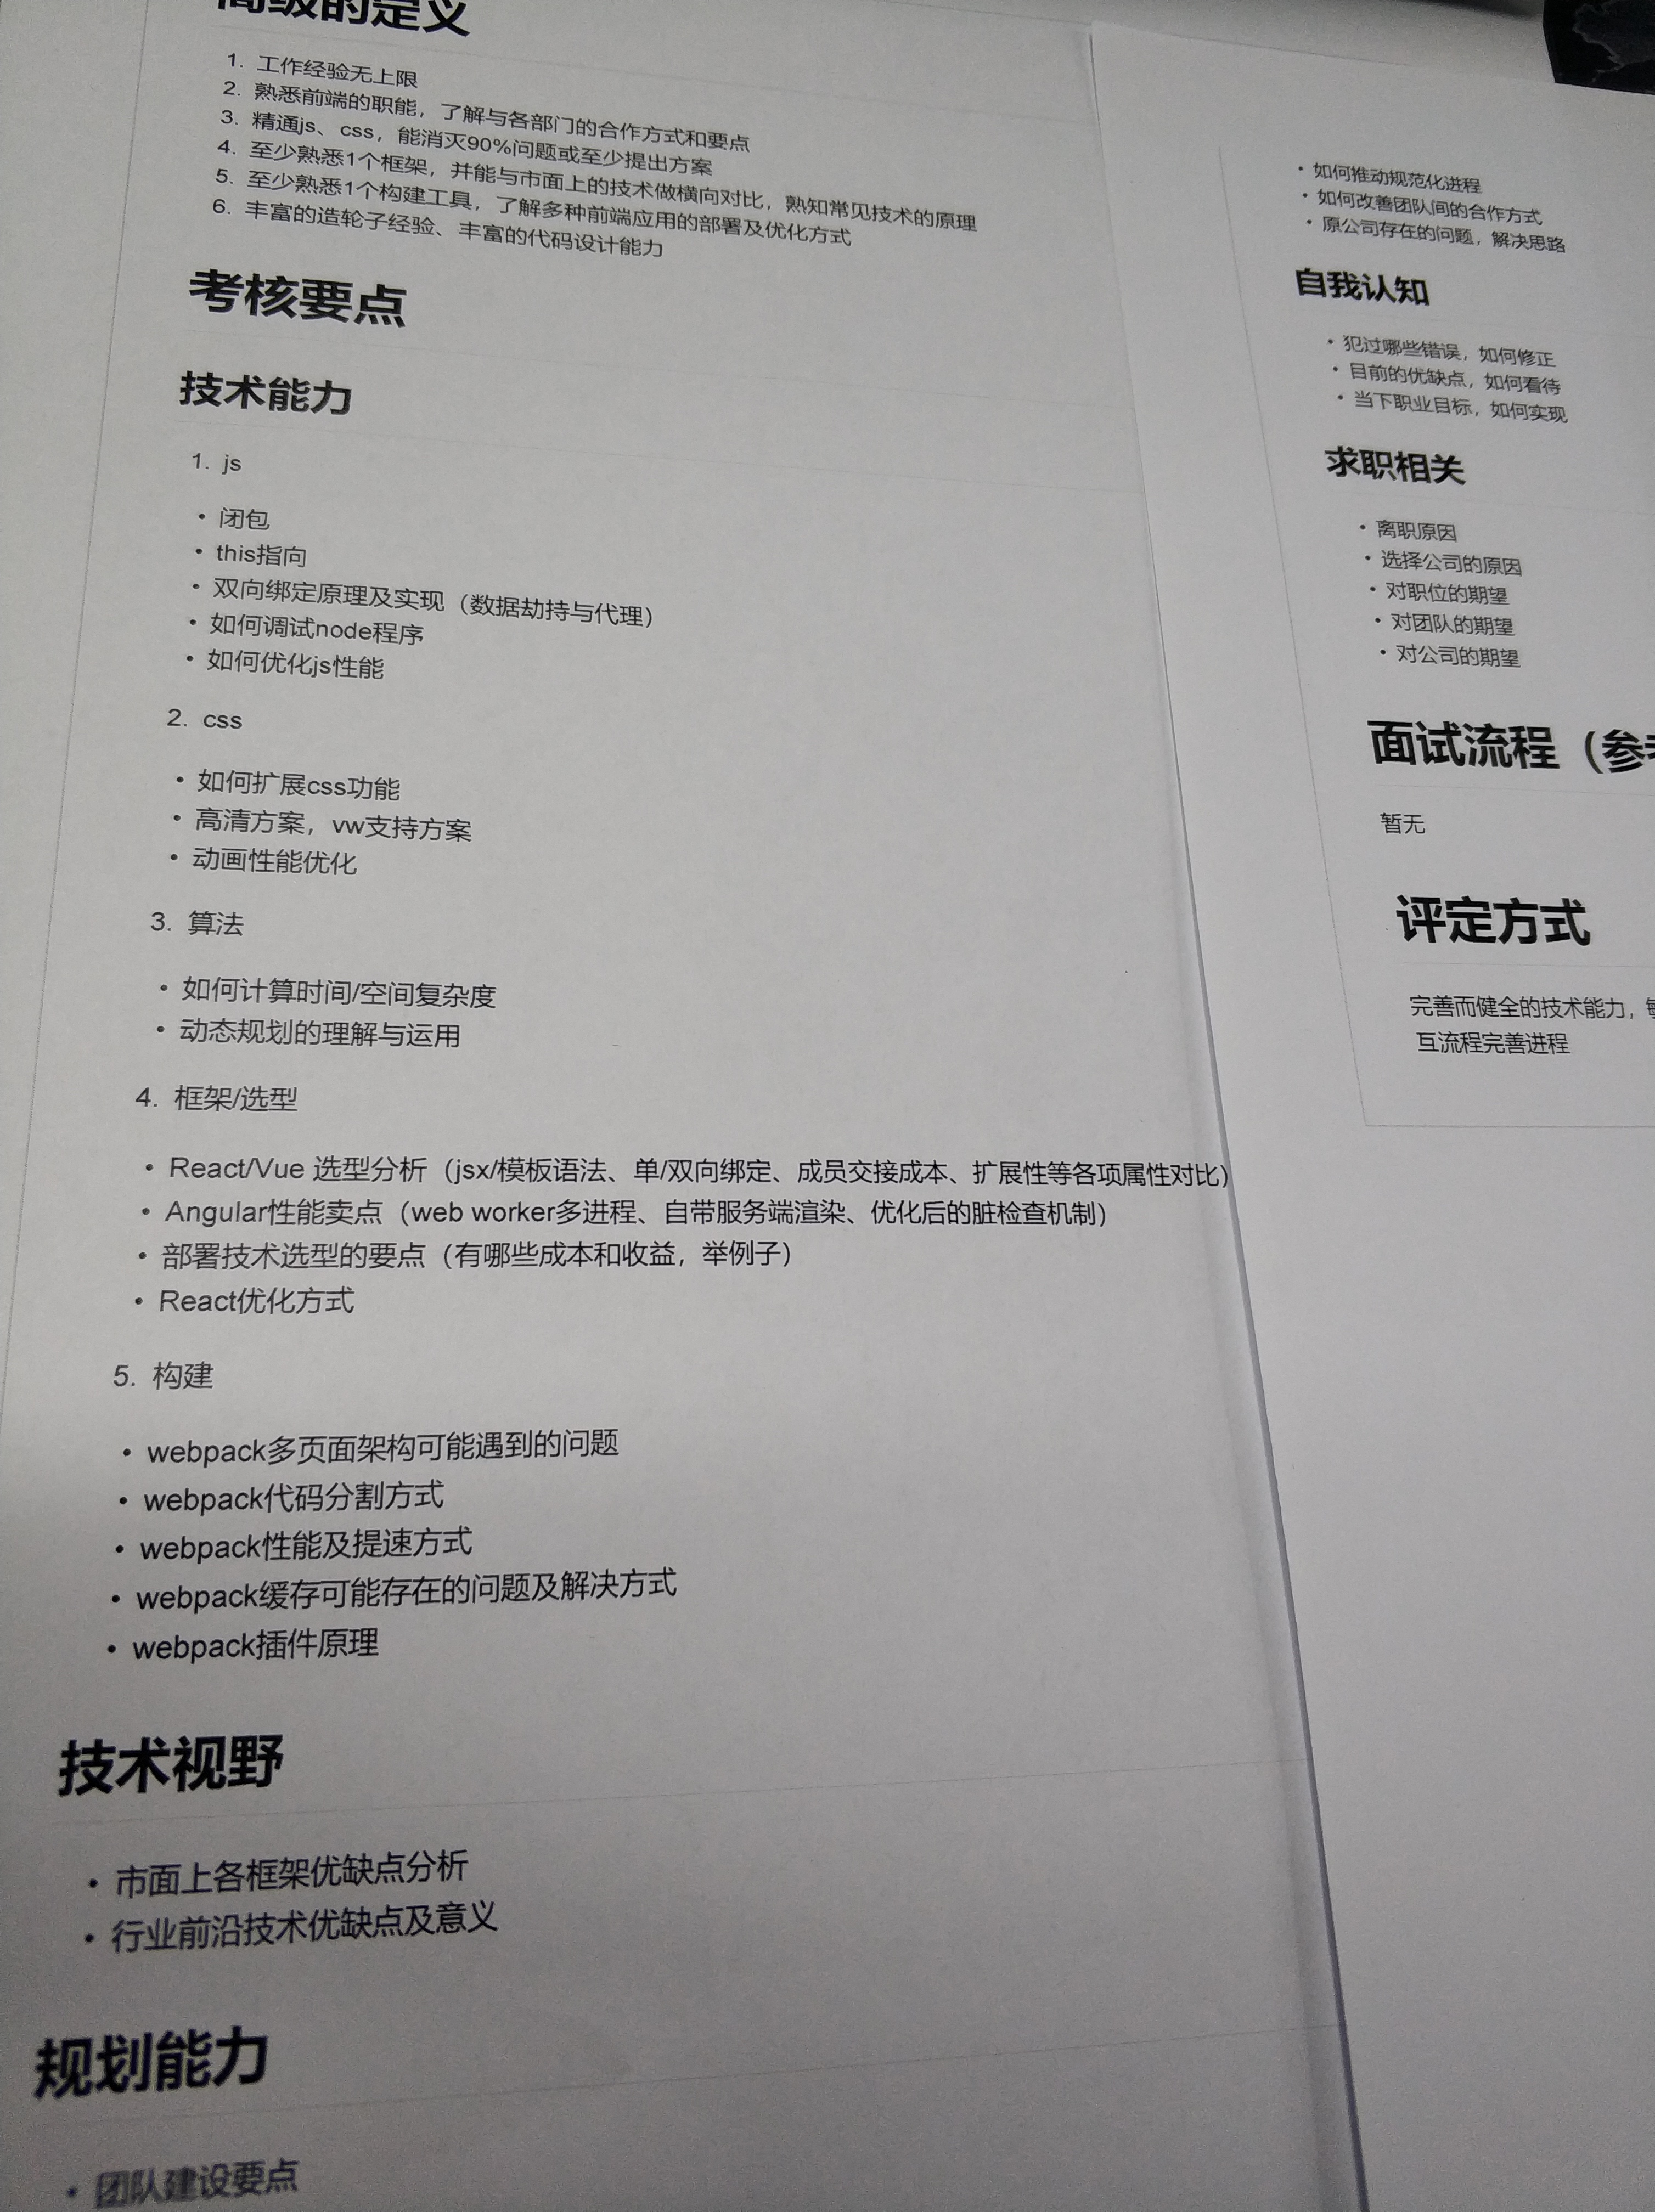 高级的定义
1. 工作经验无上限
2. 熟悉前端的职能，了解与各部门的合作方式和要点
3. 精通js、css，能消灭90%问题或至少提出方案
4. 至少熟悉1个框架，并能与市面上的技术做横向对比，熟知常见技术的原理
5. 至少熟悉1个构建工具，了解多种前端应用的部署及优化方式
6. 丰富的造轮子经验、丰富的代码设计能力
考核要点
技术能力
1. js
• 闭包
• this指向
• 双向绑定原理及实现（数据劫持与代理）
• 如何调试node程序
• 如何优化js性能
2. css
• 如何扩展css功能
• 高清方案，vw支持方案
• 动画性能优化
3. 算法
• 如何计算时间/空间复杂度
• 动态规划的理解与运用
4. 框架/选型
• React/Vue 选型分析（jsx/模板语法、单/双向绑定、成员交接成本、扩展性等各项属性对比）
• Angular性能卖点（web worker多进程、自带服务端渲染、优化后的脏检查机制）
• 部署技术选型的要点（有哪些成本和收益，举例子）
• React优化方式
5. 构建
• webpack多页面架构可能遇到的问题
• webpack代码分割方式
• webpack性能及提速方式
• webpack缓存可能存在的问题及解决方式
• webpack插件原理
技术视野
• 市面上各框架优缺点分析
• 行业前沿技术优缺点及意义
规划能力
• 团队建设要点
• 如何推动规范化进程
• 如何改善团队间的合作方式
• 原公司存在的问题，解决思路
自我认知
• 犯过哪些错误，如何修正
• 目前的优缺点，如何看待
• 当下职业目标，如何实现
求职相关
• 离职原因
• 选择公司的原因
• 对职位的期望
• 对团队的期望
• 对公司的期望
面试流程（参
暂无
评定方式
完善而健全的技术能力，
互流程完善进程